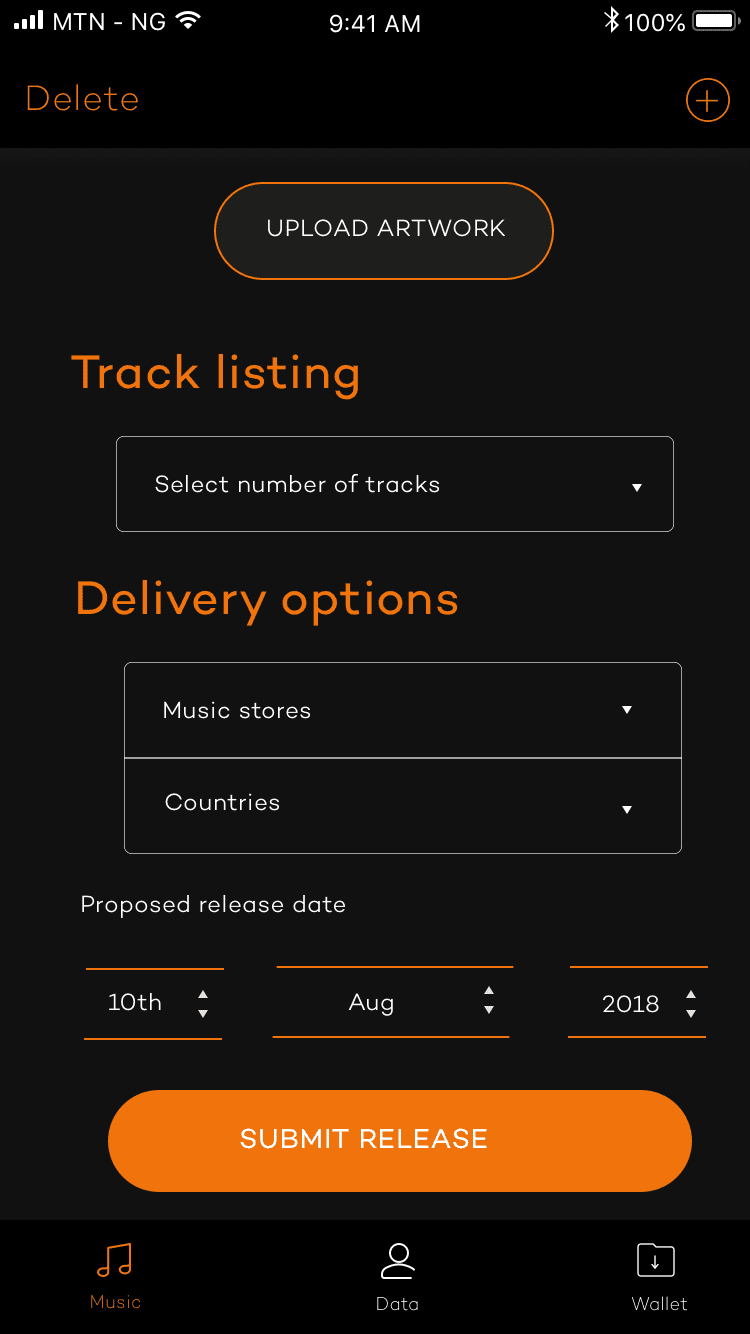 MTN - NG 9:41 AM 100%
Delete
UPLOAD ARTWORK
Track listing
Select number of tracks
Delivery options
Music stores
Countries
Proposed release date
10th Aug 2018
SUBMIT RELEASE
Music Data Wallet